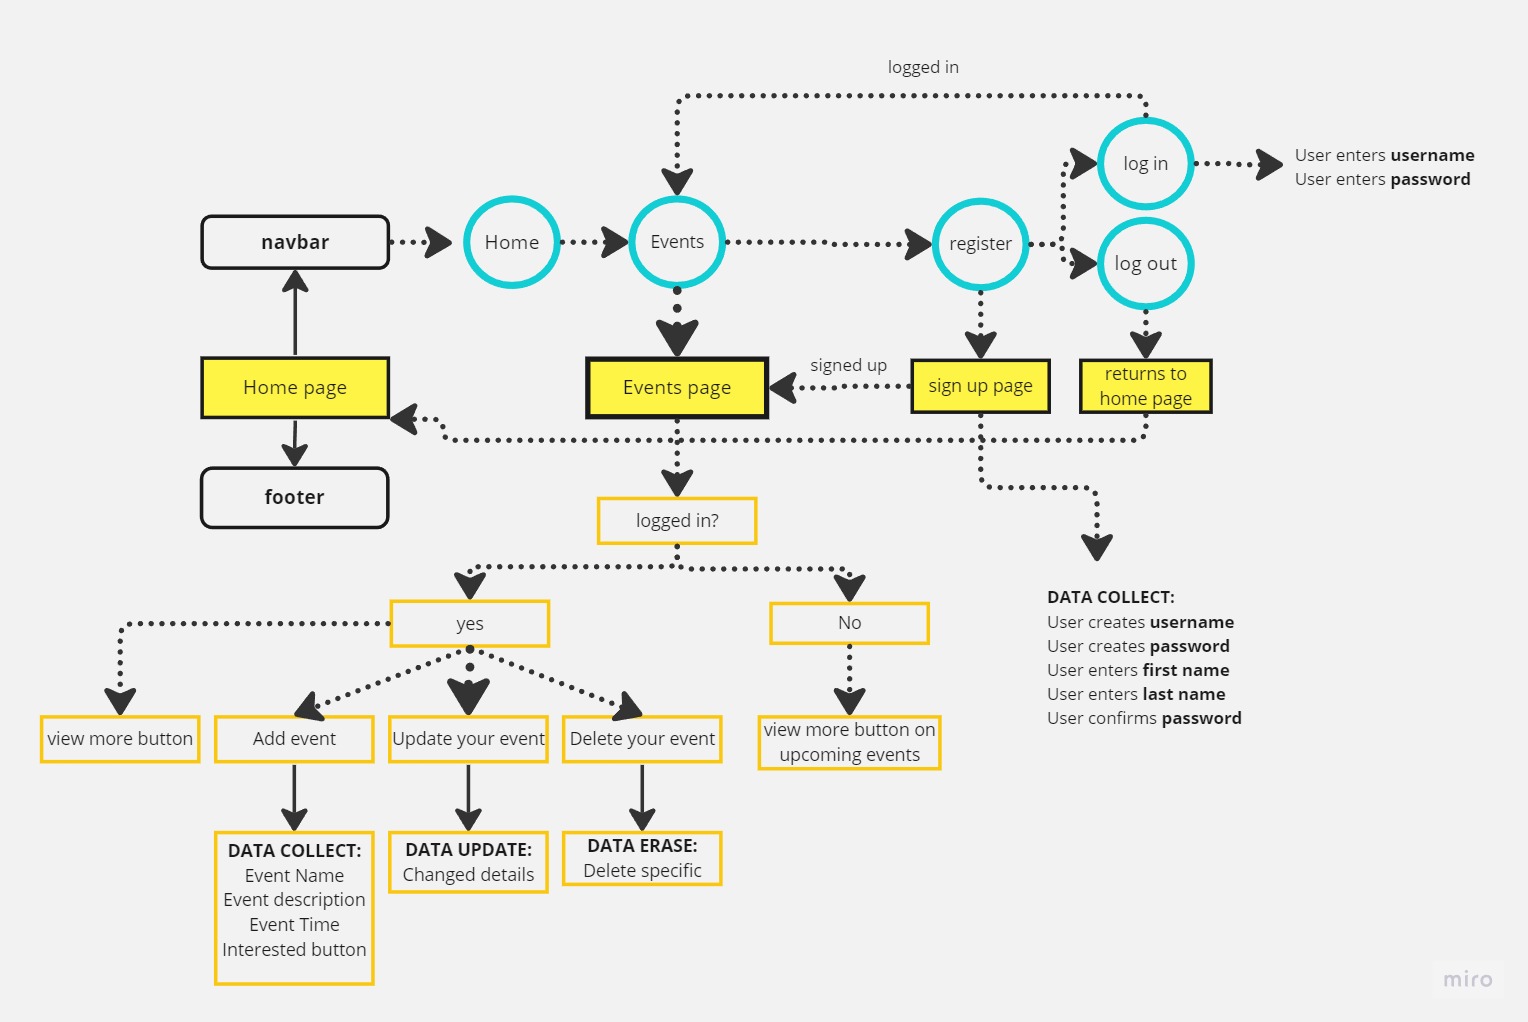 logged in
log in
User enters username
User enters password
navbar
Home
Events
register
log out
Home page
Events page
signed up
sign up page
returns to
home page
footer
logged in?
yes
No
DATA COLLECT:
User creates username
User creates password
User enters first name
User enters last name
User confirms password
view more button
Add event
Update your event
Delete your event
view more button on
upcoming events
DATA COLLECT:
Event Name
Event description
Event Time
Interested button
DATA UPDATE:
Changed details
DATA ERASE:
Delete specific
miro